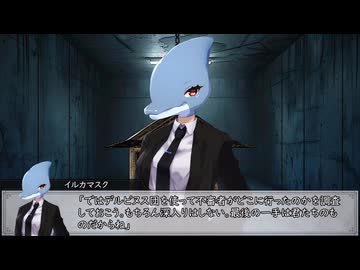 イルカマスク
「ではデルピヌス団を使って不審者がどこに行ったのかを調査
しておこう。もちろん深入りはしない。最後の一手は君たちのも
のだからね」